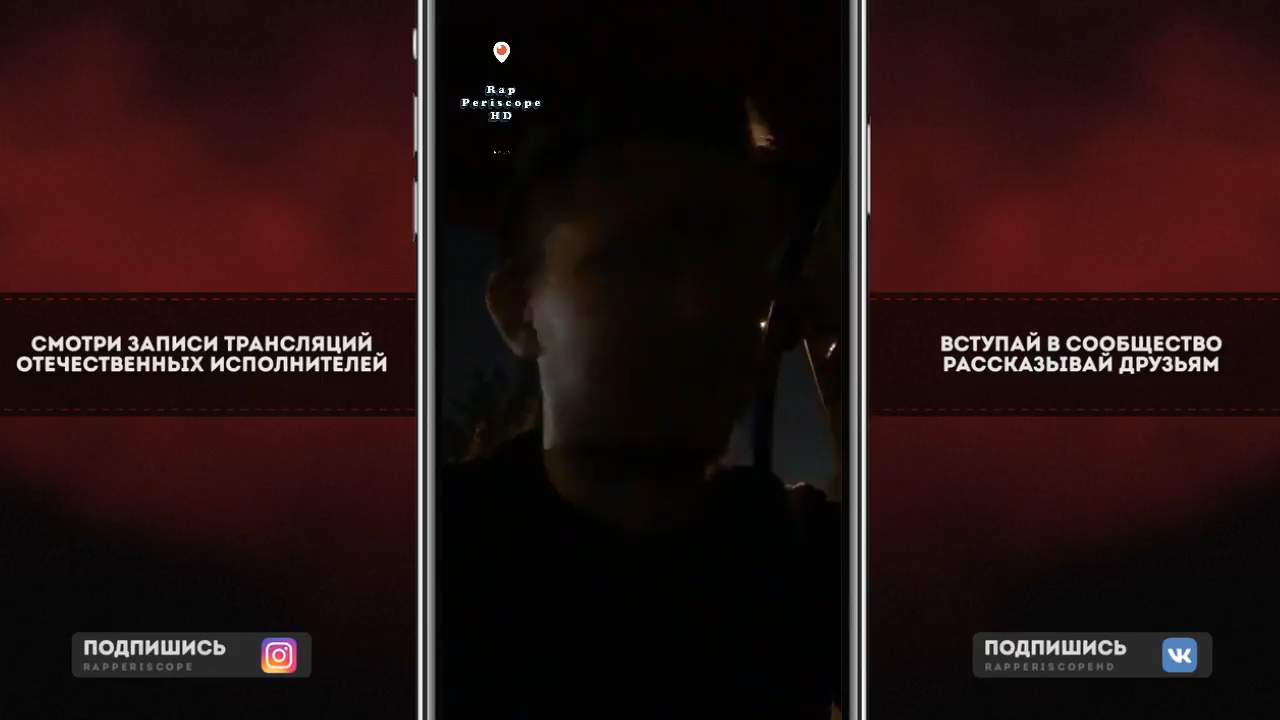 Rap
Periscope
HD
СМОТРИ ЗАПИСИ ТРАНСЛЯЦИЙ
ОТЕЧЕСТВЕННЫХ ИСПОЛНИТЕЛЕЙ
ВСТУПАЙ В СООБЩЕСТВО
РАССКАЗЫВАЙ ДРУЗЬЯМ
ПОДПИШИСЬ
RAPPERISCOPE
ПОДПИШИСЬ
RAPPERISCOPEHD